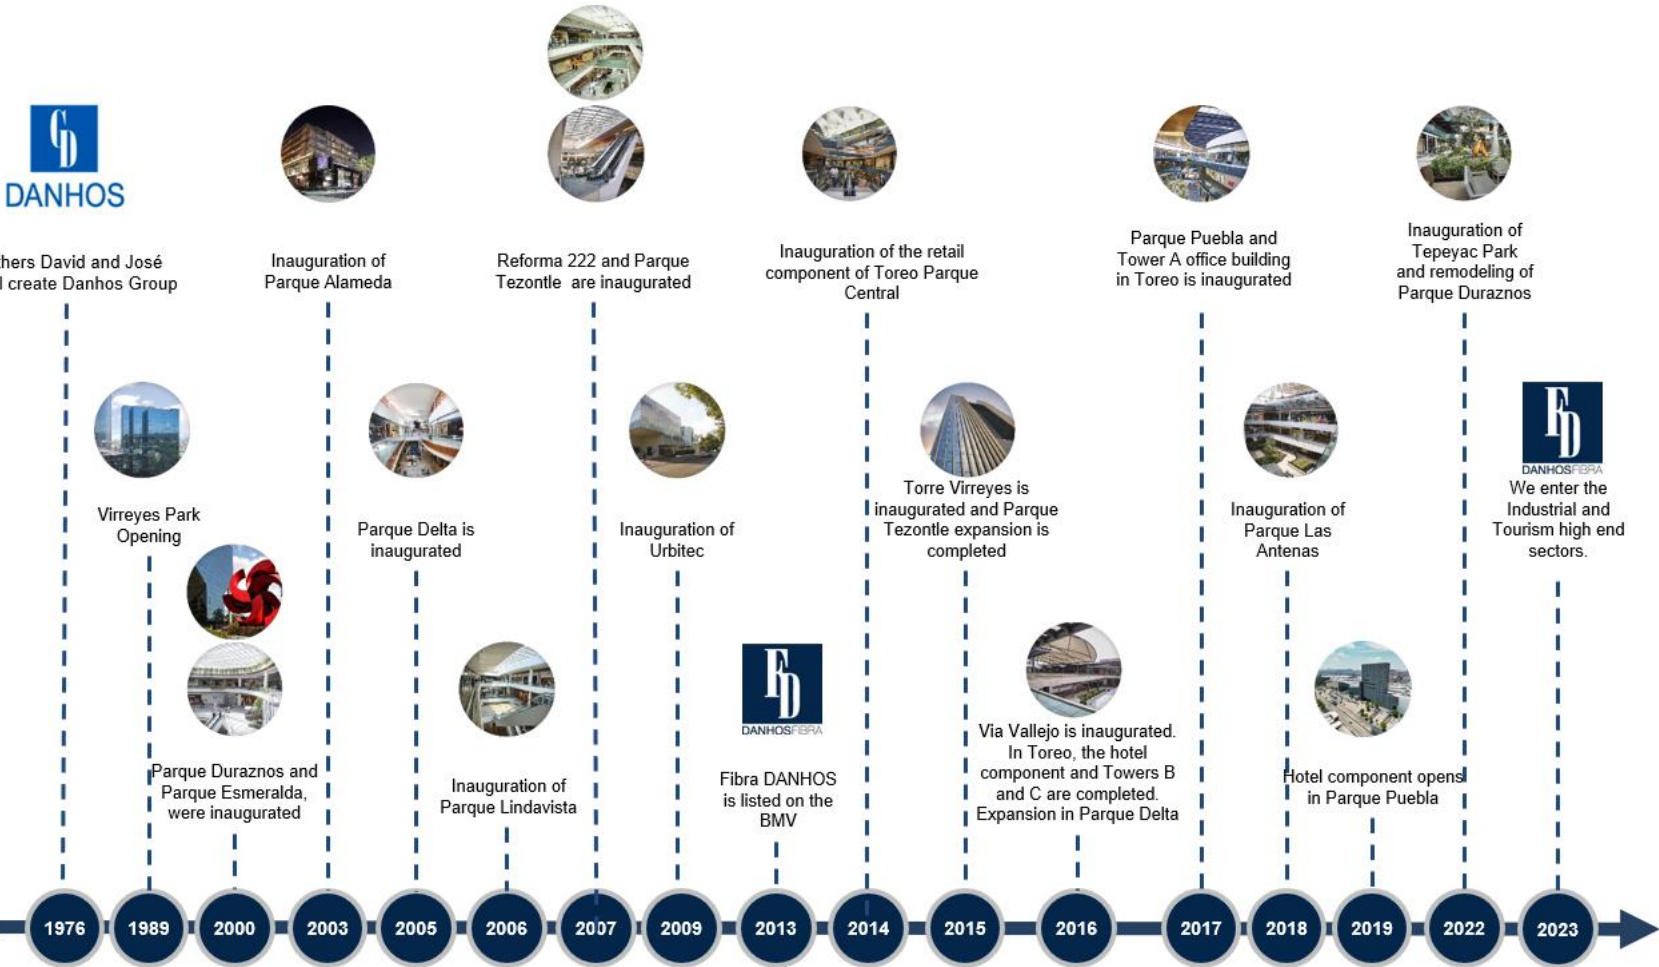 DANHOS
thers David and José
l create Danhos Group
Inauguration of
Parque Alameda
Reforma 222 and Parque
Tezontle are inaugurated
Inauguration of the retail
component of Toreo Parque
Central
Parque Puebla and
Tower A office building
in Toreo is inaugurated
Inauguration of
Tepeyac Park
and remodeling of
Parque Duraznos
Virreyes Park
Opening
Parque Delta is
inaugurated
Inauguration of
Urbitec
Torre Virreyes is
inaugurated and Parque
Tezontle expansion is
completed
Inauguration of
Parque Las
Antenas
FD
DANHOSFIBRA
We enter the
Industrial and
Tourism high end
sectors.
Parque Duraznos and
Parque Esmeralda,
were inaugurated
Inauguration of
Parque Lindavista
FD
DANHOSFIBRA
Fibra DANHOS
is listed on the
BMV
Via Vallejo is inaugurated.
In Toreo, the hotel
component and Towers B
and C are completed.
Expansion in Parque Delta
Hotel component opens
in Parque Puebla
1976 1989 2000 2003 2005 2006 2007 2009 2013 2014 2015 2016 2017 2018 2019 2022 2023